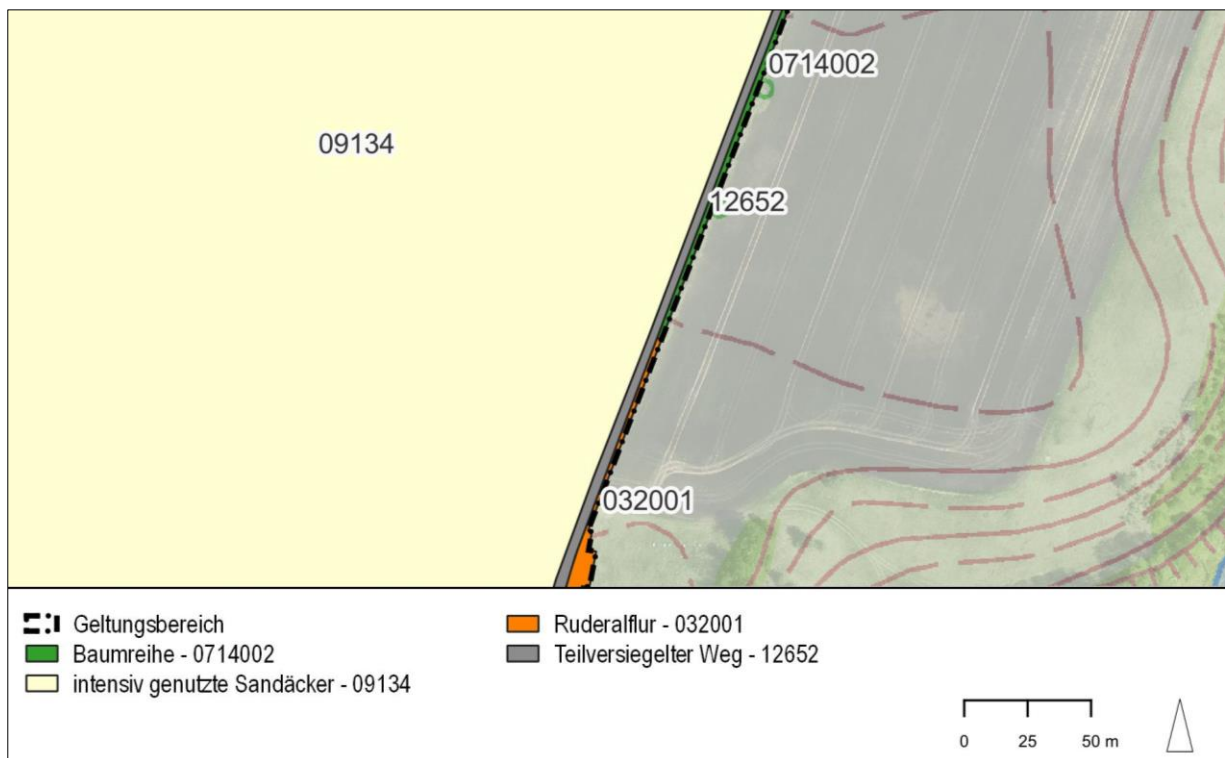 0714002
09134
12652
032001
Geltungsbereich
Baumreihe - 0714002
intensiv genutzte Sandäcker - 09134
Ruderalflur - 032001
Teilversiegelter Weg - 12652
0 25 50 m